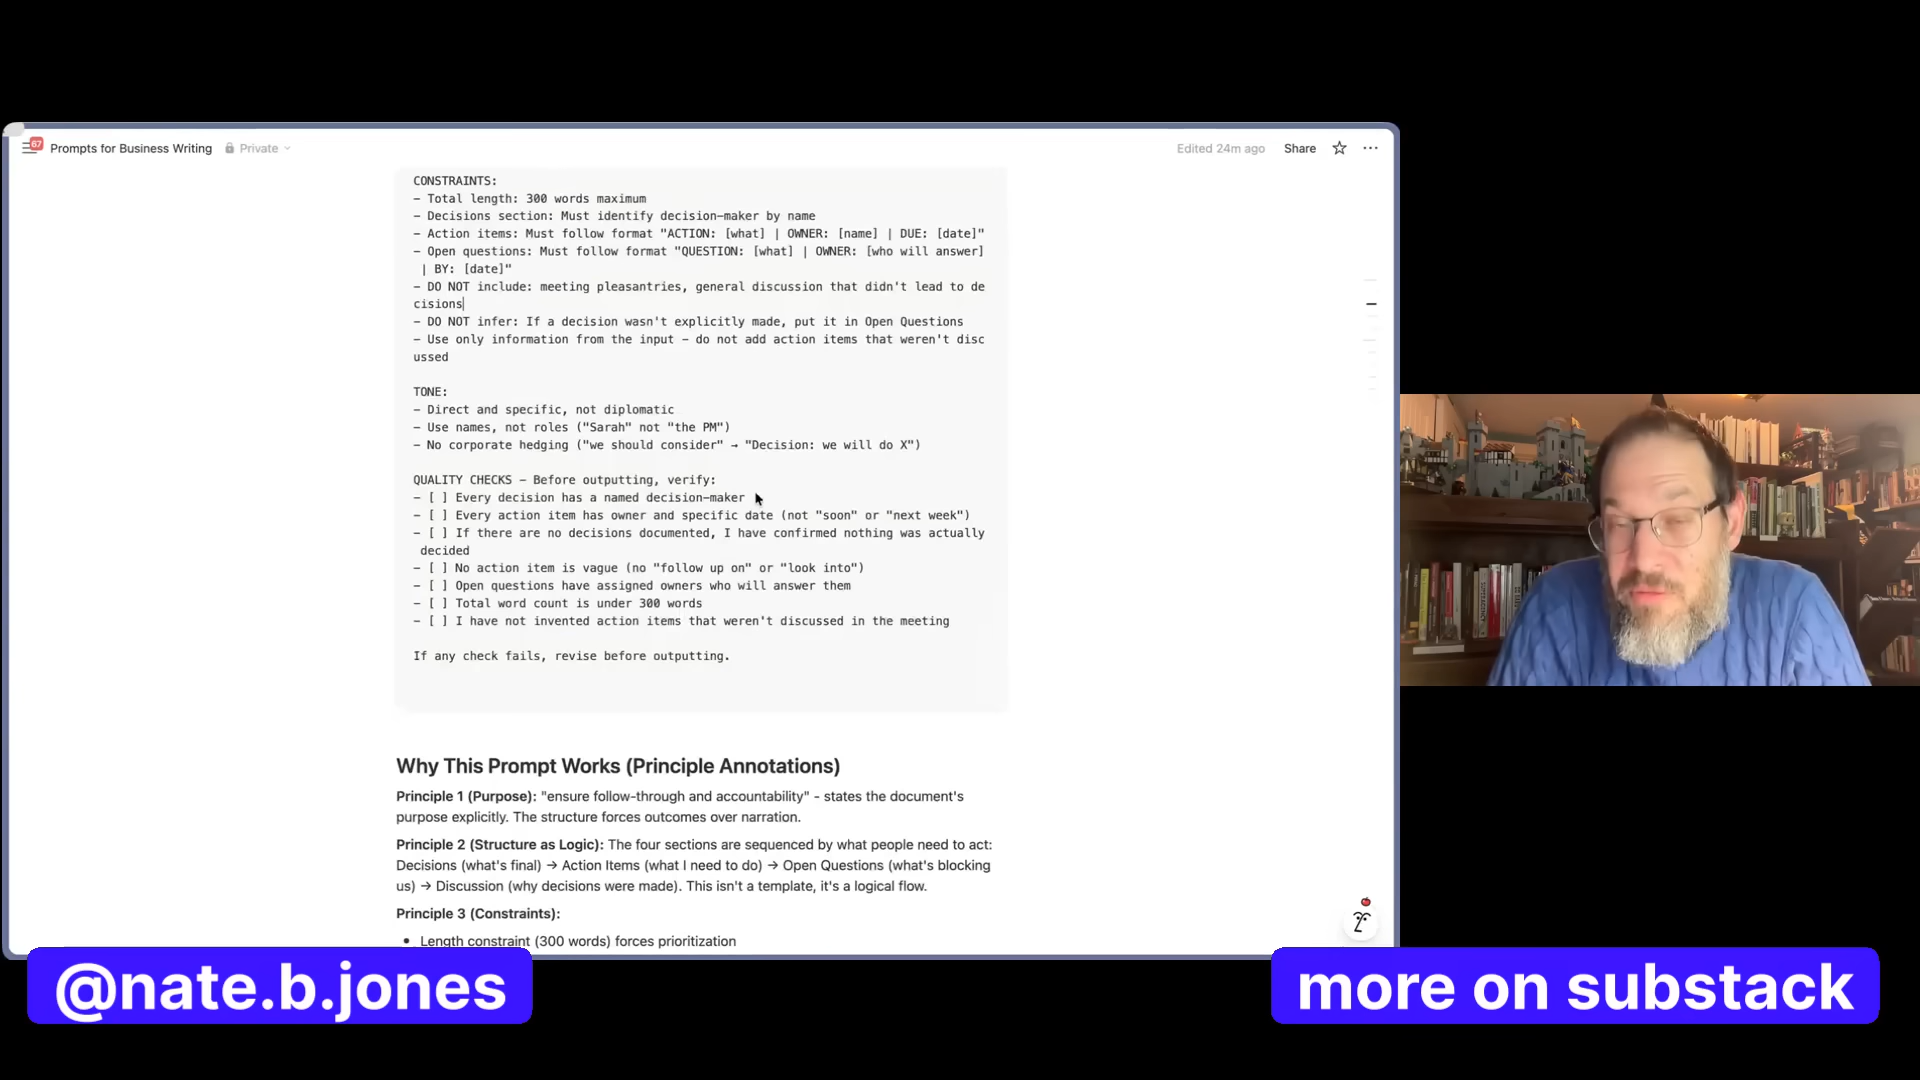 67
Prompts for Business Writing
Private
Edited 24m ago
Share
CONSTRAINTS:
- Total length: 300 words maximum
- Decisions section: Must identify decision-maker by name
- Action items: Must follow format "ACTION: [what] | OWNER: [name] | DUE: [date]"
- Open questions: Must follow format "QUESTION: [what] | OWNER: [who will answer]
| BY: [date]"
- DO NOT include: meeting pleasantries, general discussion that didn't lead to de
cisions
- DO NOT infer: If a decision wasn't explicitly made, put it in Open Questions
- Use only information from the input - do not add action items that weren't disc
ussed
TONE:
- Direct and specific, not diplomatic
- Use names, not roles ("Sarah" not "the PM")
- No corporate hedging ("we should consider" → "Decision: we will do X")
QUALITY CHECKS - Before outputting, verify:
- [ ] Every decision has a named decision-maker
- [ ] Every action item has owner and specific date (not "soon" or "next week")
- [ ] If there are no decisions documented, I have confirmed nothing was actually
decided
- [ ] No action item is vague (no "follow up on" or "look into")
- [ ] Open questions have assigned owners who will answer them
- [ ] Total word count is under 300 words
- [ ] I have not invented action items that weren't discussed in the meeting
If any check fails, revise before outputting.
Why This Prompt Works (Principle Annotations)
Principle 1 (Purpose): "ensure follow-through and accountability" - states the document's
purpose explicitly. The structure forces outcomes over narration.
Principle 2 (Structure as Logic): The four sections are sequenced by what people need to act:
Decisions (what's final) → Action Items (what I need to do) → Open Questions (what's blocking
us) → Discussion (why decisions were made). This isn't a template, it's a logical flow.
Principle 3 (Constraints):
• Length constraint (300 words) forces prioritization
@nate.b.jones
more on substack